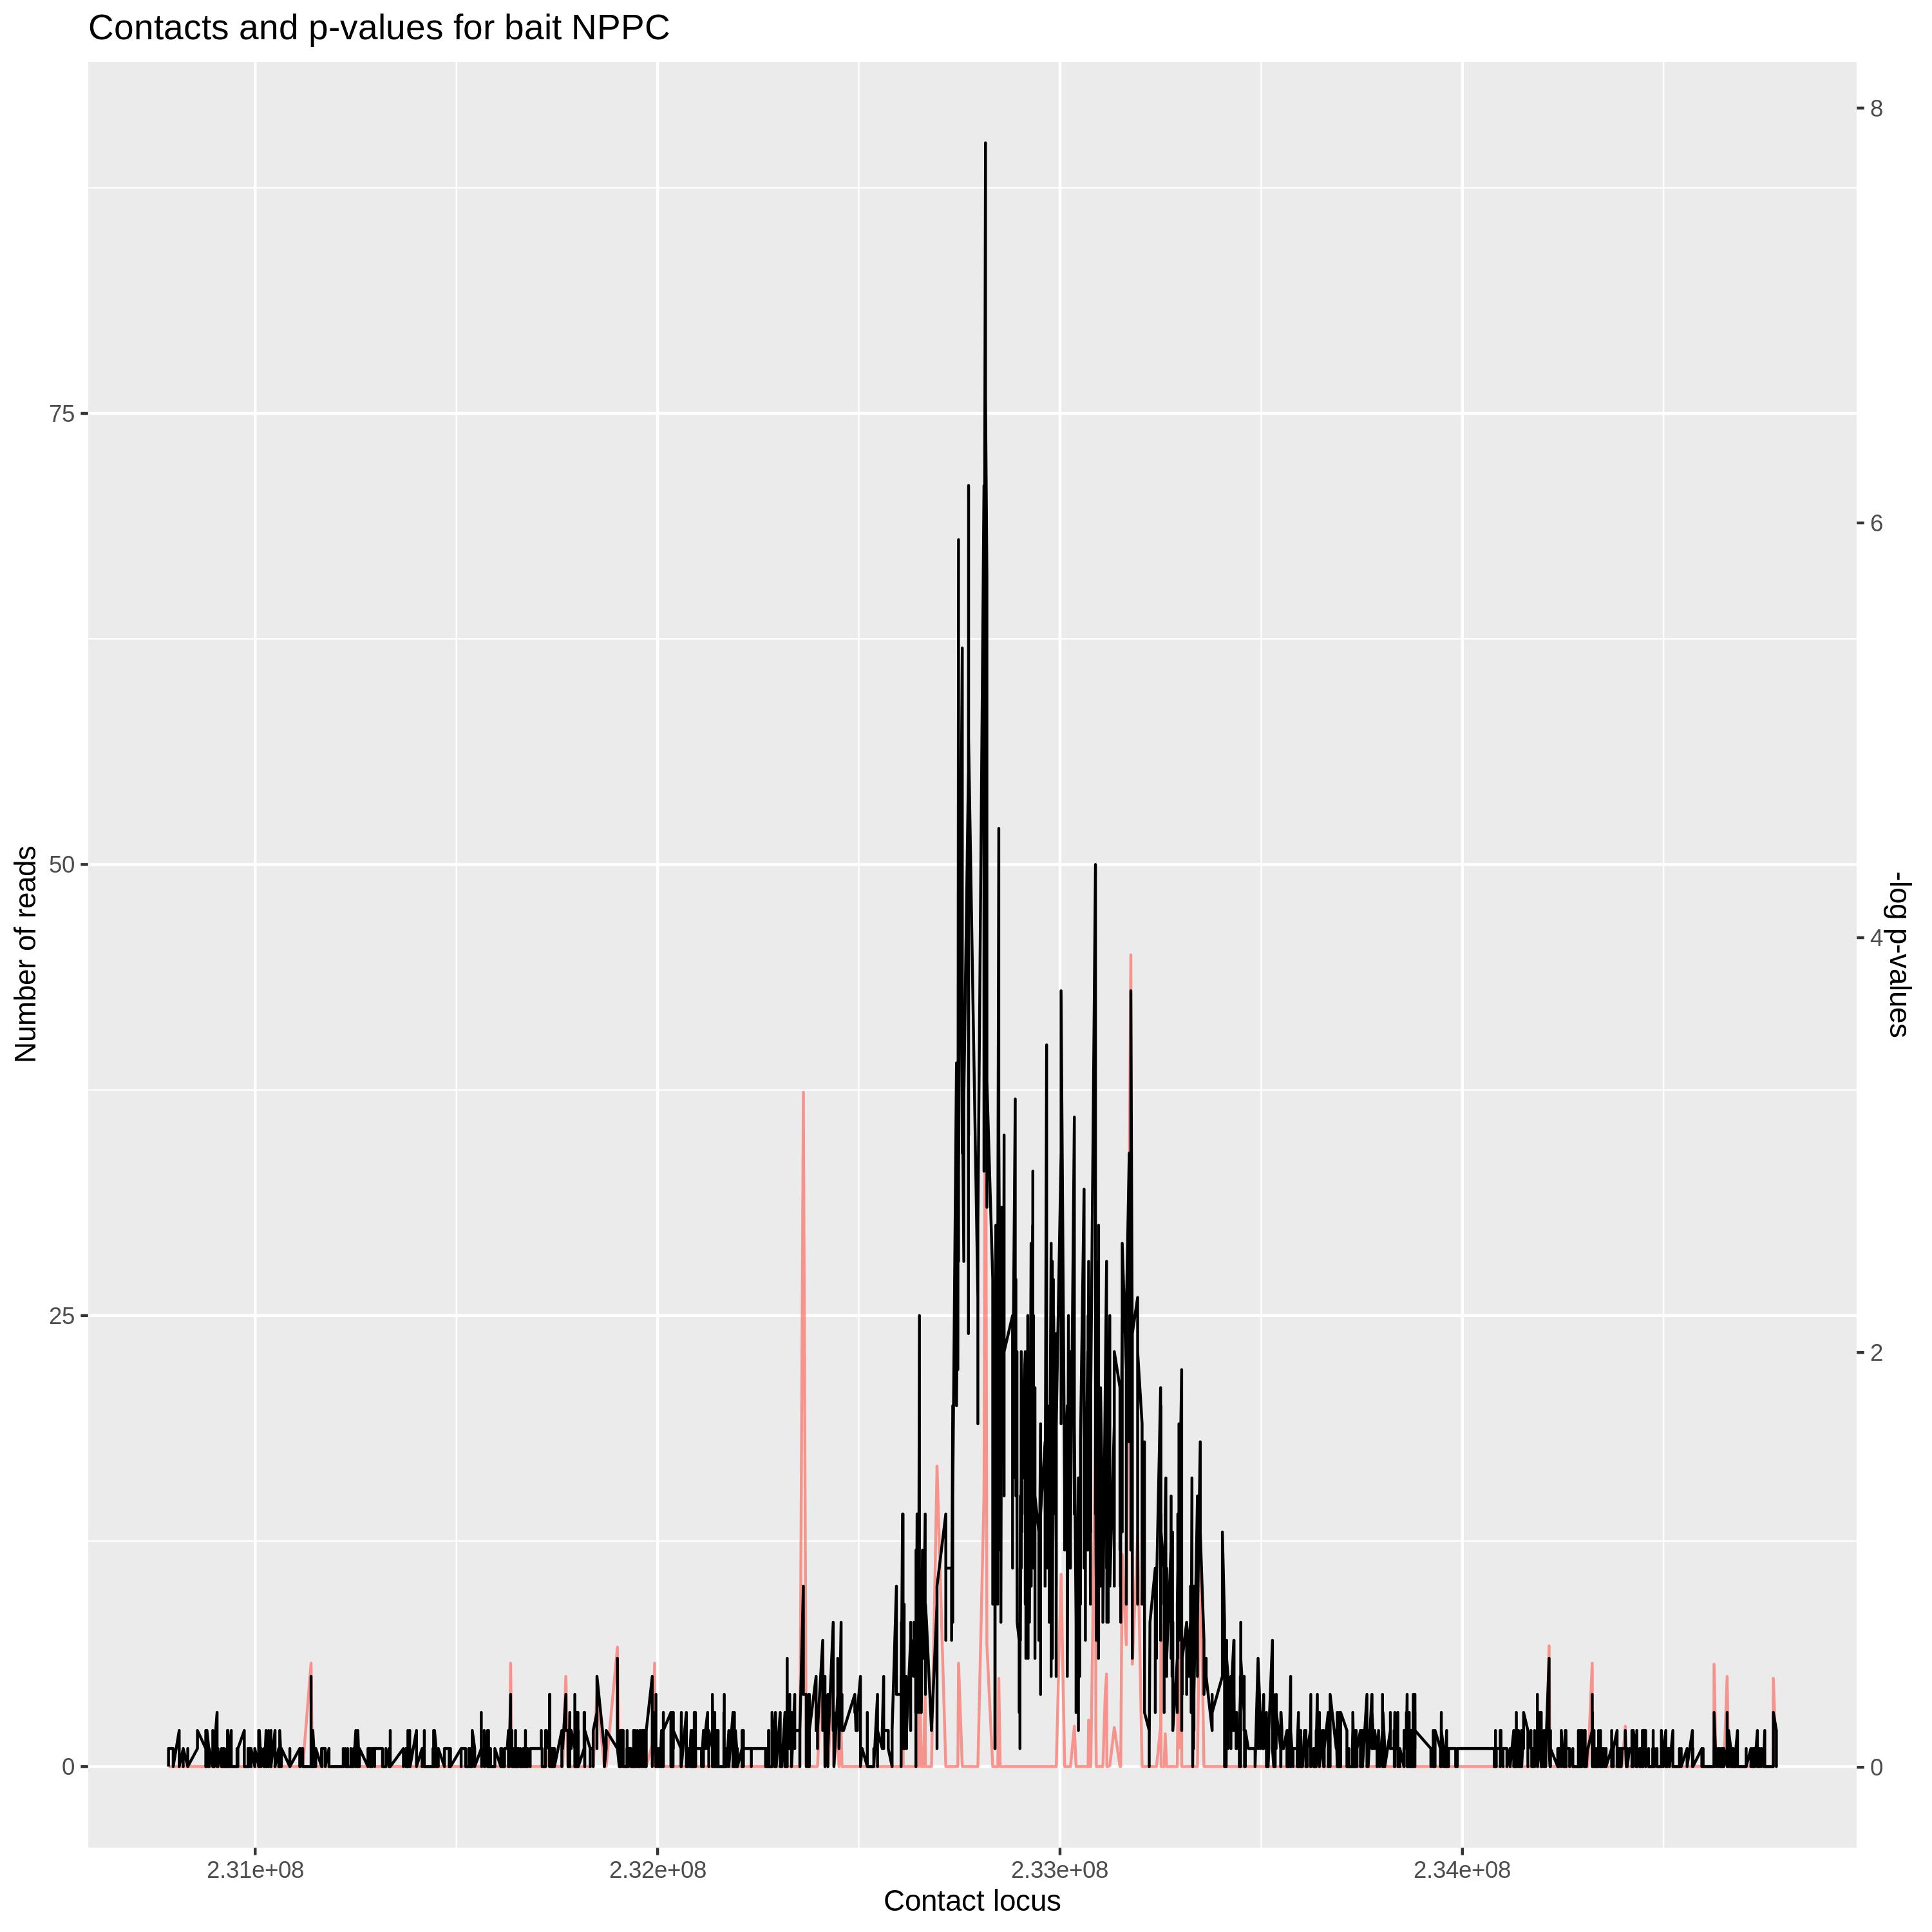 Contacts and p-values for bait NPPC
8
75
6
50
4
25
2
0
0
Number of reads
-log p-values
2.31e+08 2.32e+08 2.33e+08 2.34e+08
Contact locus